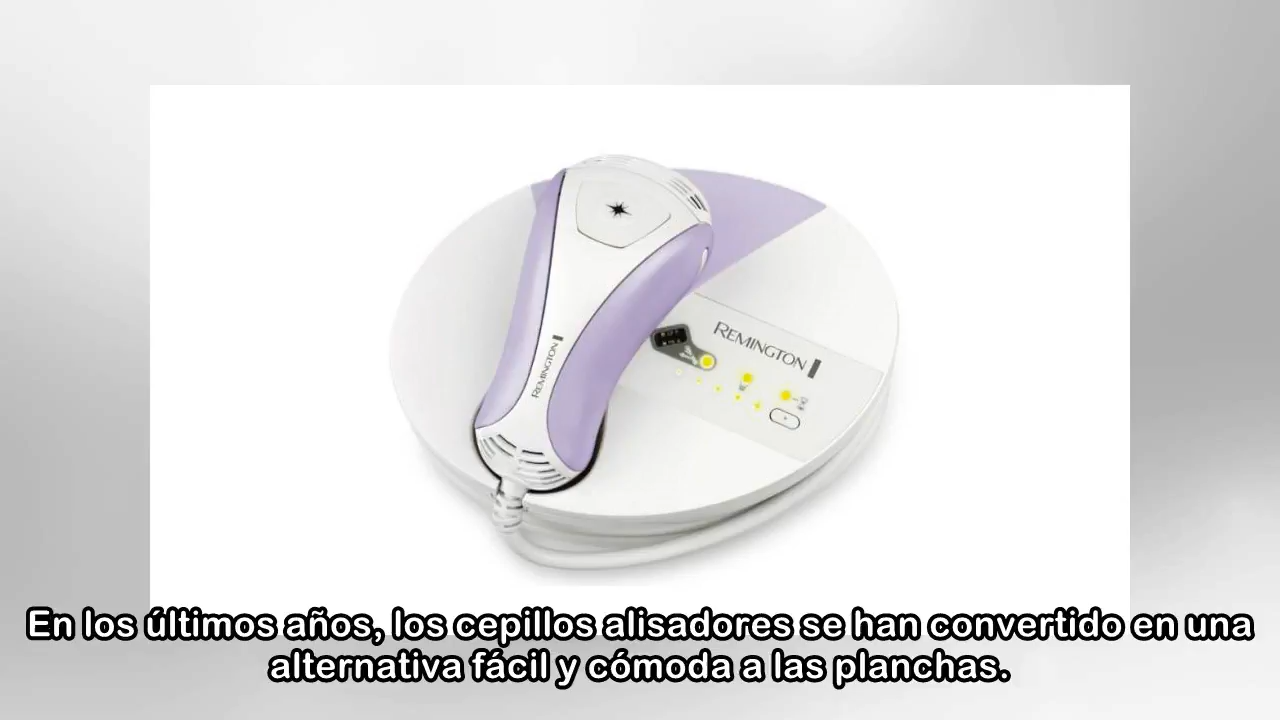 REMINGTON
REMINGTON
En los últimos años, los cepillos alisadores se han convertido en una
alternativa fácil y cómoda a las planchas.